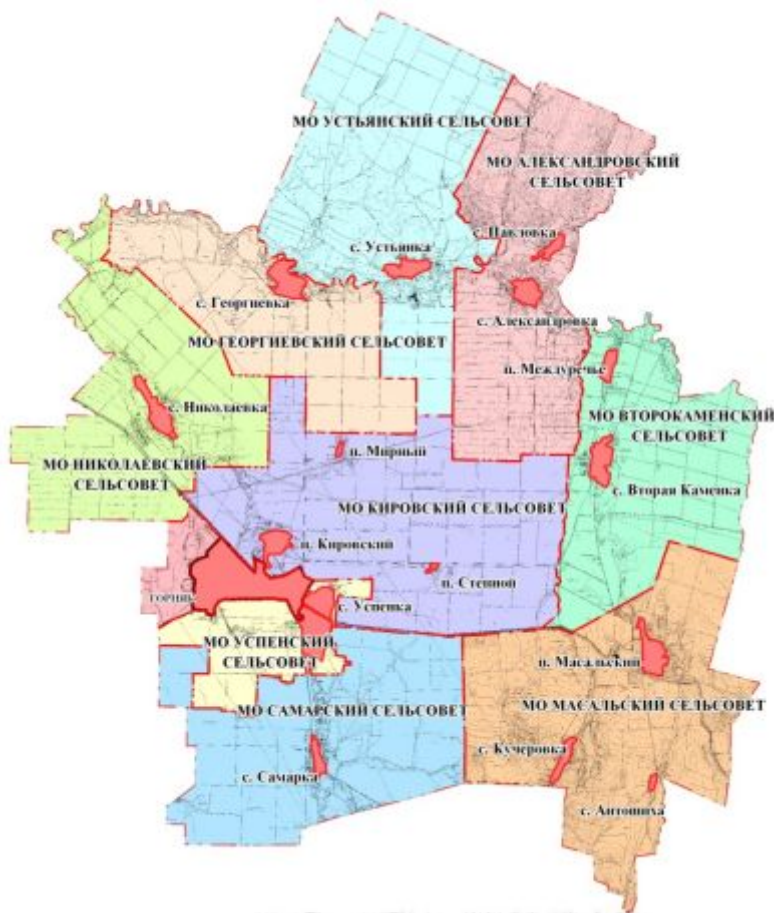 МО УСТЬЯНСКИЙ СЕЛЬСОВЕТ
МО АЛЕКСАНДРОВСКИЙ
СЕЛЬСОВЕТ
с. Павловка
с. Устьянка
с. Георгиевка
с. Александровка
МО ГЕОРГИЕВСКИЙ СЕЛЬСОВЕТ
п. Междуречье
с. Николаевка
МО ВТОРОКАМЕНСКИЙ
СЕЛЬСОВЕТ
п. Мирный
МО НИКОЛАЕВСКИЙ
СЕЛЬСОВЕТ
с. Вторая Каменка
МО КИРОВСКИЙ СЕЛЬСОВЕТ
п. Кировский
п. Степной
ГОРНЯК
с. Успенка
МО УСПЕНСКИЙ
СЕЛЬСОВЕТ
п. Масальский
МО САМАРСКИЙ СЕЛЬСОВЕТ
МО МАСАЛЬСКИЙ СЕЛЬСОВЕТ
с. Кучеровка
с. Самарка
с. Антошиха